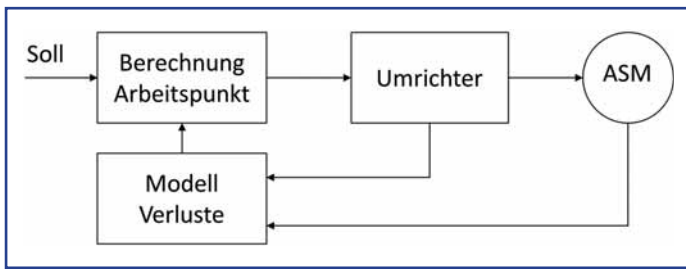 Soll
Berechnung
Arbeitspunkt
Umrichter
ASM
Modell
Verluste